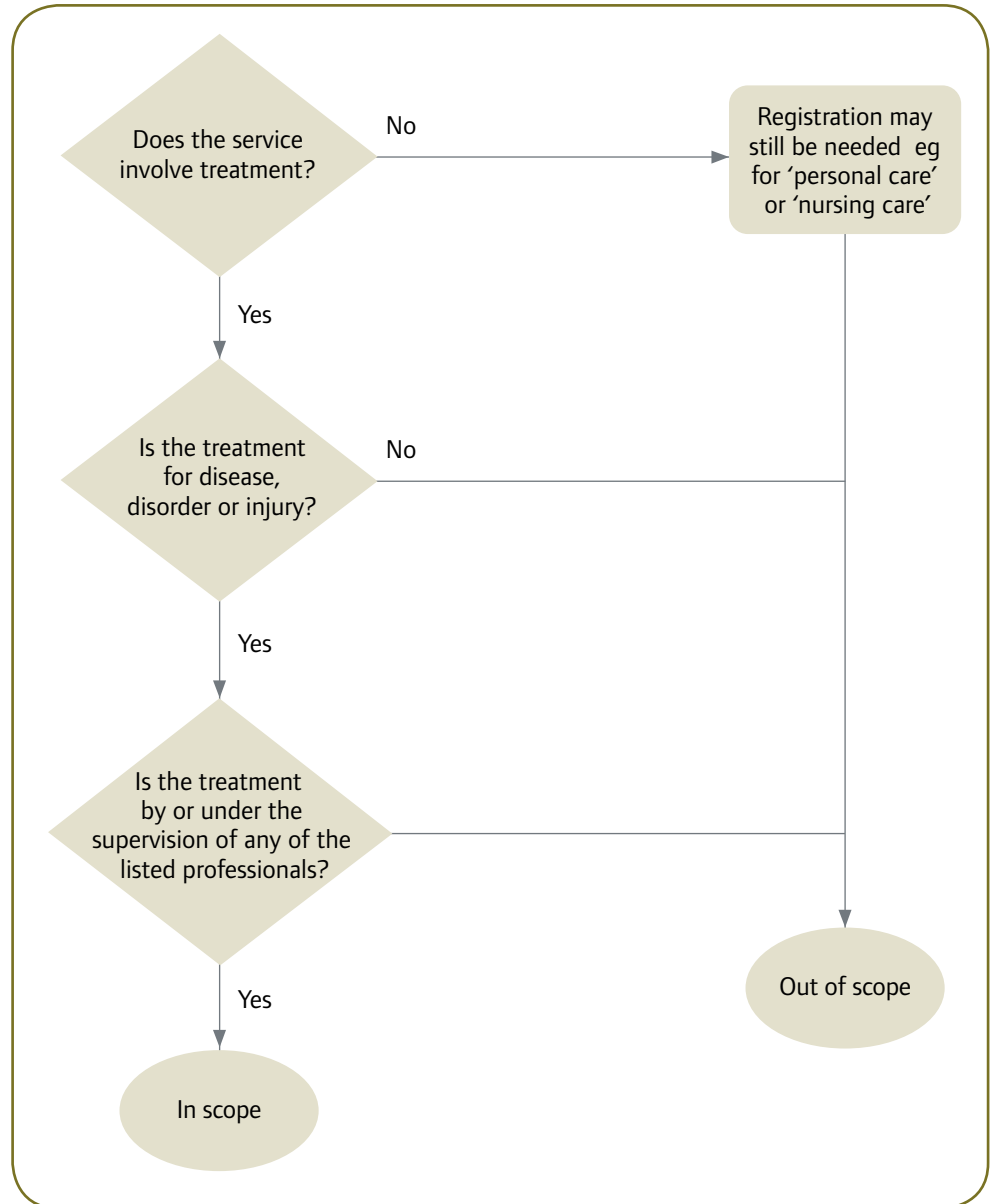 Does the service
involve treatment?
No
Registration may
still be needed eg
for ‘personal care’
or ‘nursing care’
Yes
Is the treatment
for disease,
disorder or injury?
No
Yes
Is the treatment
by or under the
supervision of any of the
listed professionals?
Out of scope
Yes
In scope